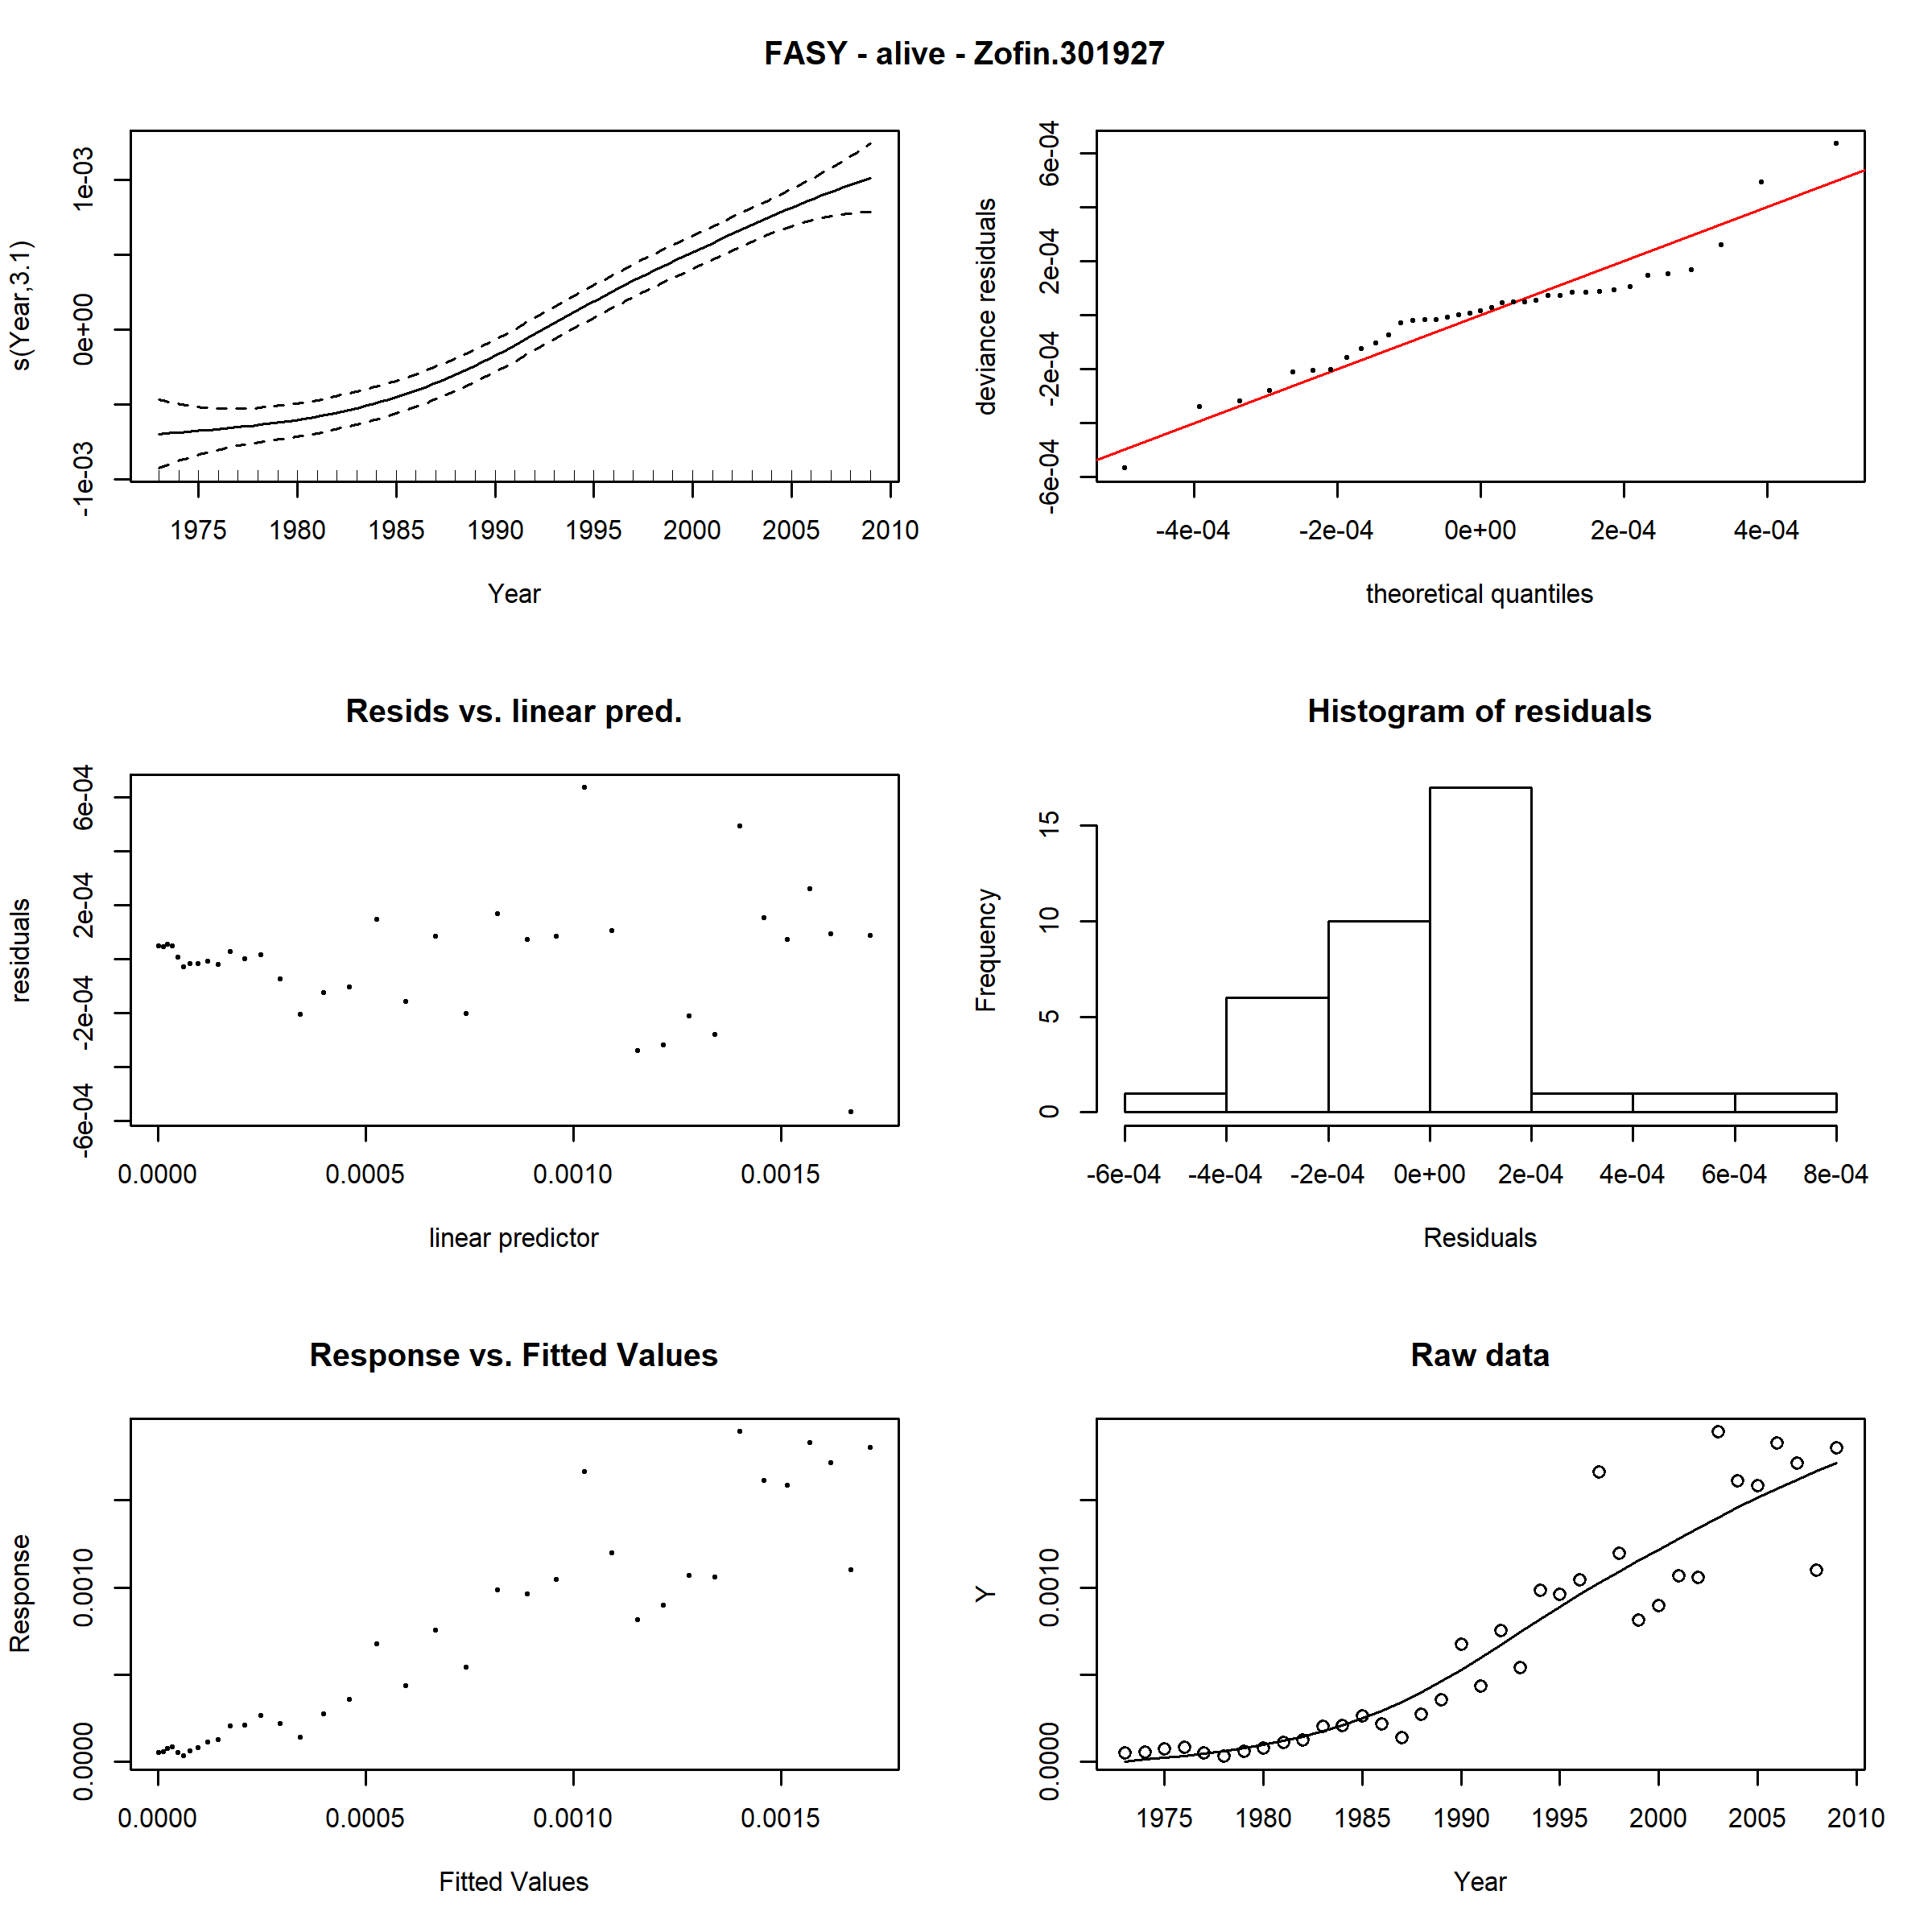 FASY - alive - Zofin.301927
s(Year,3.1)
-1e-03 0e+00 1e-03
1975 1980 1985 1990 1995 2000 2005 2010
Year
deviance residuals
-6e-04 -2e-04 2e-04 6e-04
-4e-04 -2e-04 0e+00 2e-04 4e-04
theoretical quantiles
Resids vs. linear pred.
residuals
-6e-04 -2e-04 2e-04 6e-04
0.0000 0.0005 0.0010 0.0015
linear predictor
Histogram of residuals
Frequency
0 5 10 15
-6e-04 -4e-04 -2e-04 0e+00 2e-04 4e-04 6e-04 8e-04
Residuals
Response vs. Fitted Values
Response
0.0000 0.0010
0.0000 0.0005 0.0010 0.0015
Fitted Values
Raw data
Y
0.0000 0.0010
1975 1980 1985 1990 1995 2000 2005 2010
Year